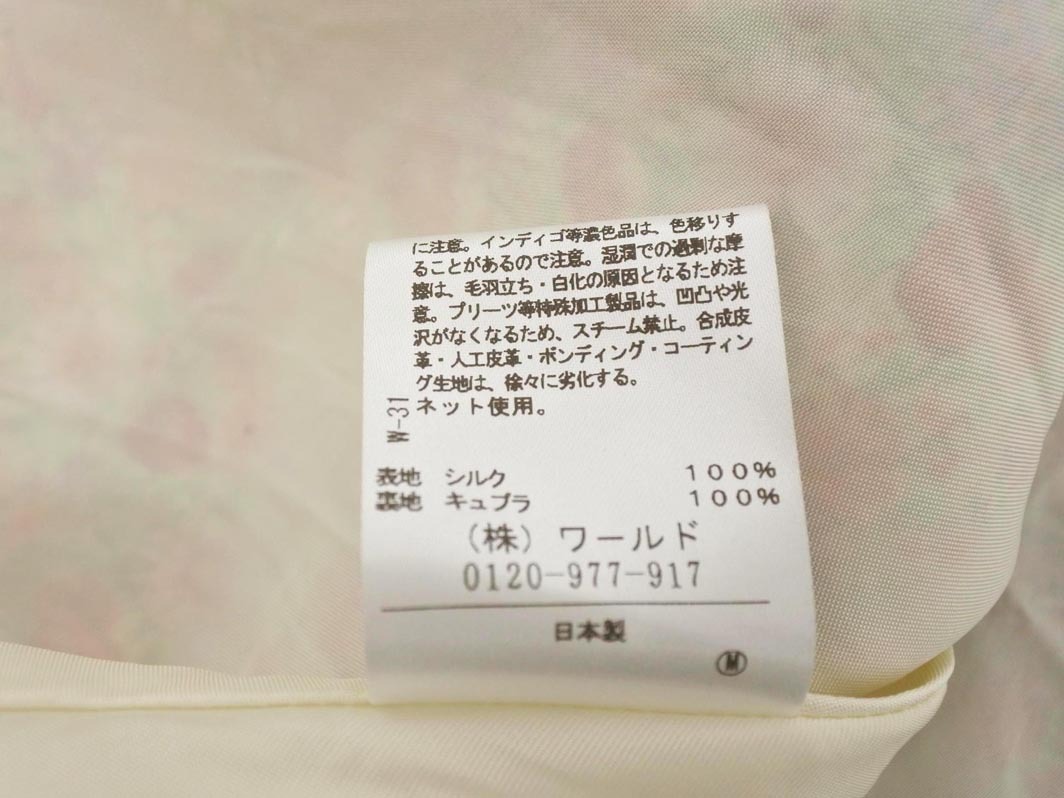 に注意。インディゴ等濃色品は、色移りす
ることがあるので注意。湿潤での過剰な摩
擦は、毛羽立ち・白化の原因となるため注
意。プリーツ等特殊加工製品は、凹凸や光
沢がなくなるため、スチーム禁止。合成皮
革・人工皮革・ボンディング・コーティン
グ生地は、徐々に劣化する。
ネット使用。
W-31
表地 シルク 100%
裏地 キュプラ 100%
(株)ワールド
0120-977-917
日本製
Ⓜ